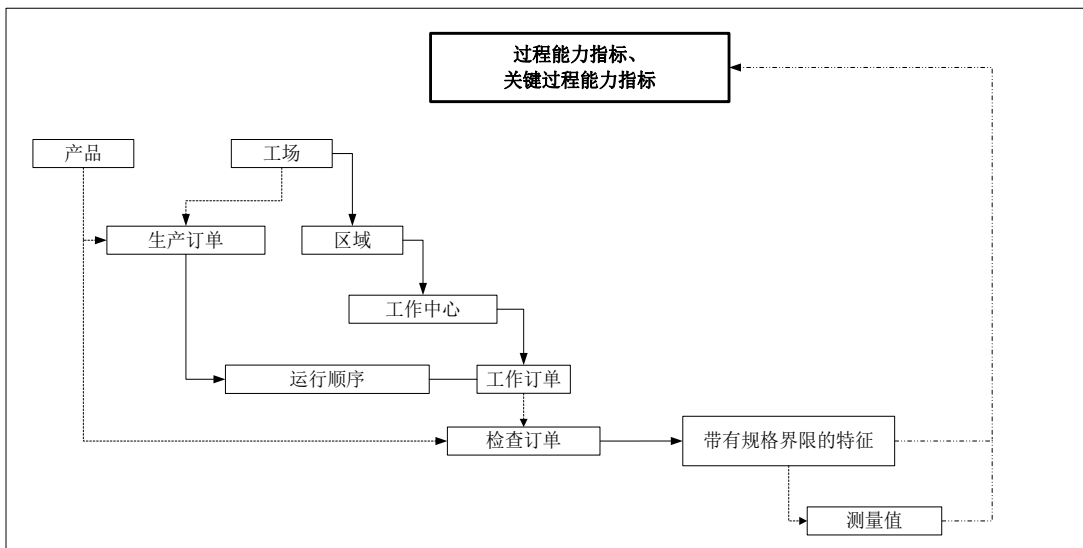 过程能力指标、
关键过程能力指标
产品
工场
生产订单
区域
工作中心
运行顺序
工作订单
检查订单
带有规格界限的特征
测量值